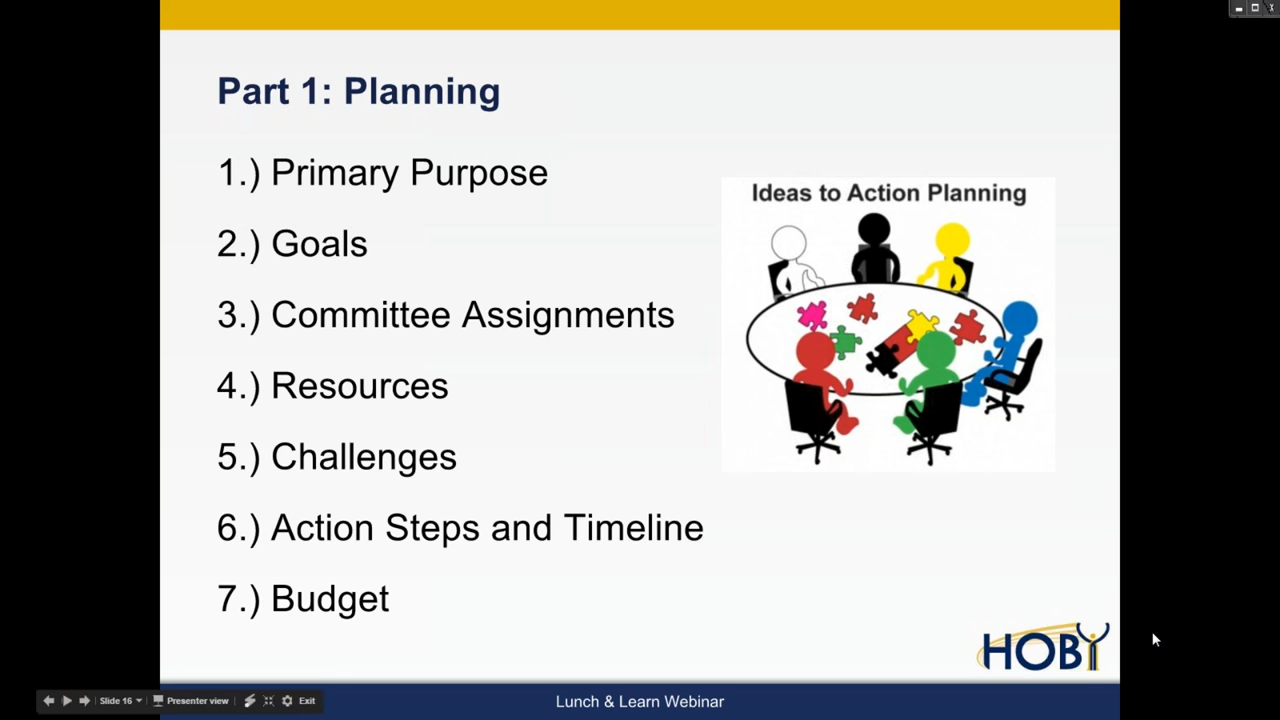 Part 1: Planning
1.) Primary Purpose
2.) Goals
3.) Committee Assignments
4.) Resources
5.) Challenges
6.) Action Steps and Timeline
7.) Budget
Ideas to Action Planning
HOBY
Slide 16
Presenter view
Exit
Lunch & Learn Webinar